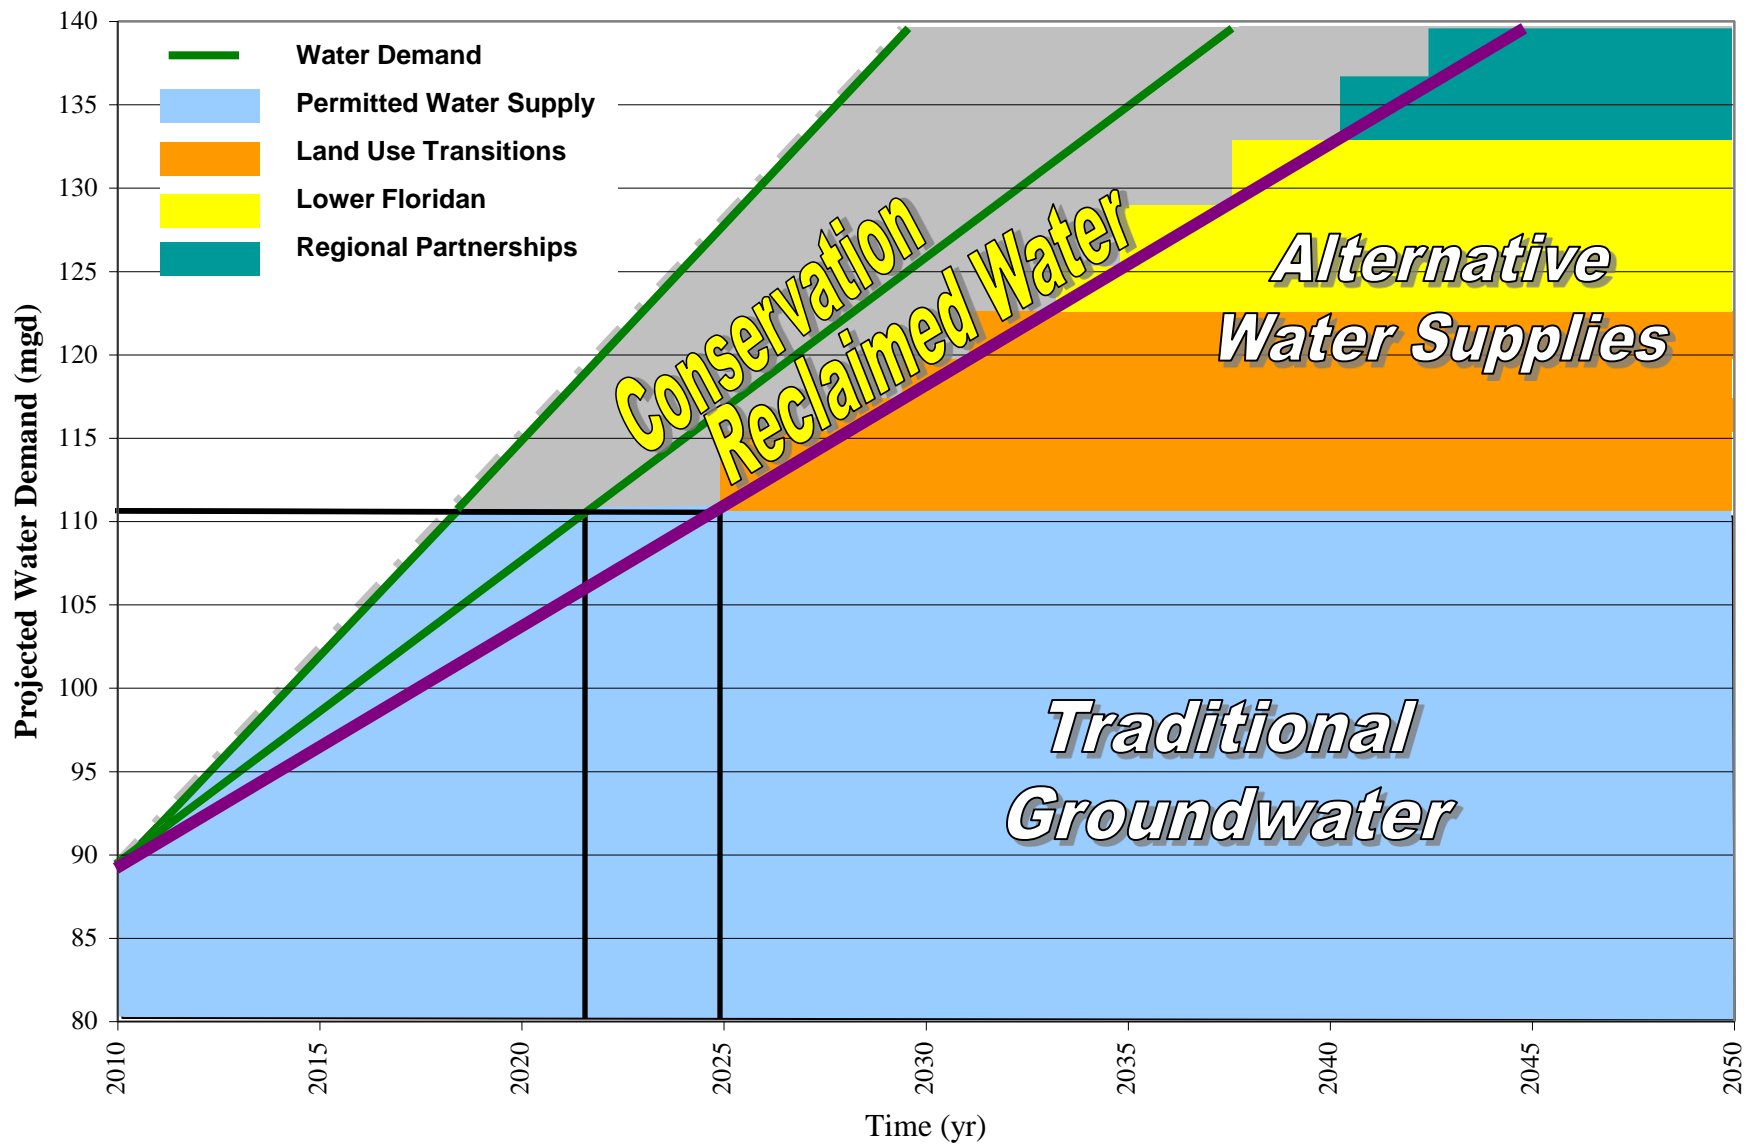 140
135
130
125
120
115
110
105
100
95
90
85
80
Projected Water Demand (mgd)
Water Demand
Permitted Water Supply
Land Use Transitions
Lower Floridan
Regional Partnerships
Conservation
Reclaimed Water
Alternative
Water Supplies
Traditional
Groundwater
2010
2015
2020
2025
2030
2035
2040
2045
2050
Time (yr)